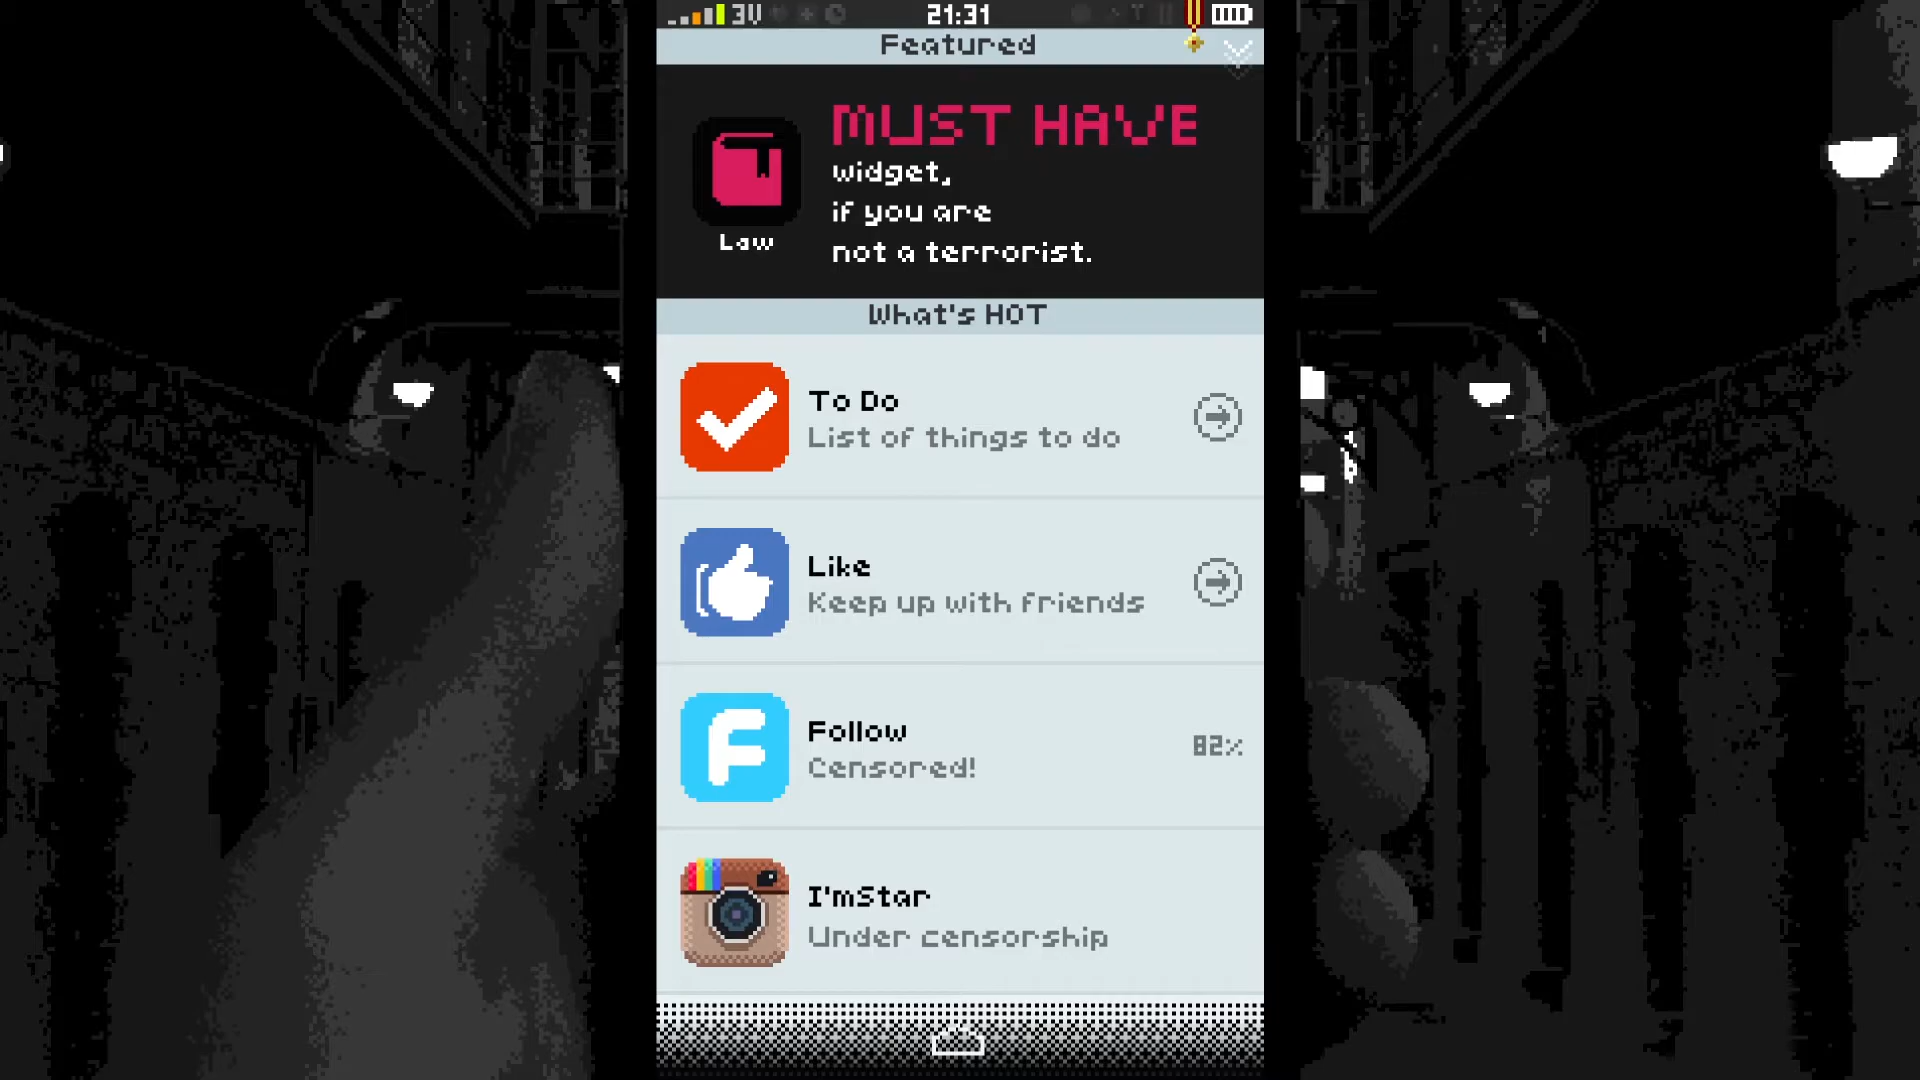 3U 21:31
Featured
MUST HAVE
widget,
if you are
not a terrorist.
Law
What's HOT
To Do
List of things to do
Like
Keep up with friends
Follow
Censored!
82%
I'mStar
Under censorship